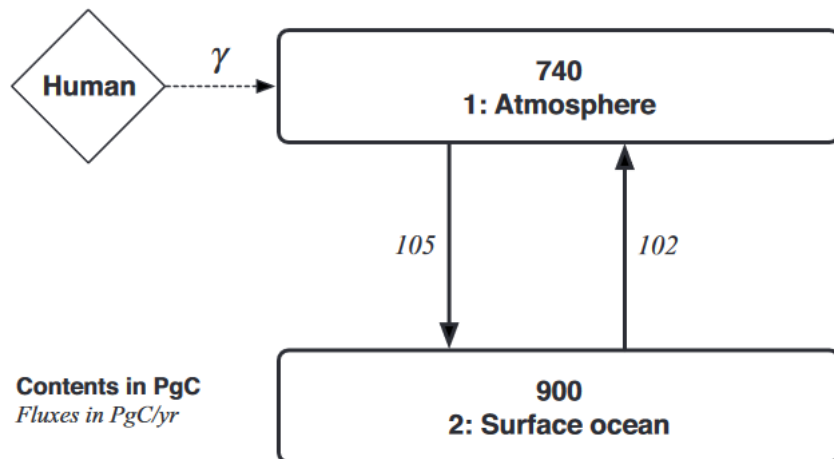 Human
γ
740
1: Atmosphere
105
102
Contents in PgC
Fluxes in PgC/yr
900
2: Surface ocean